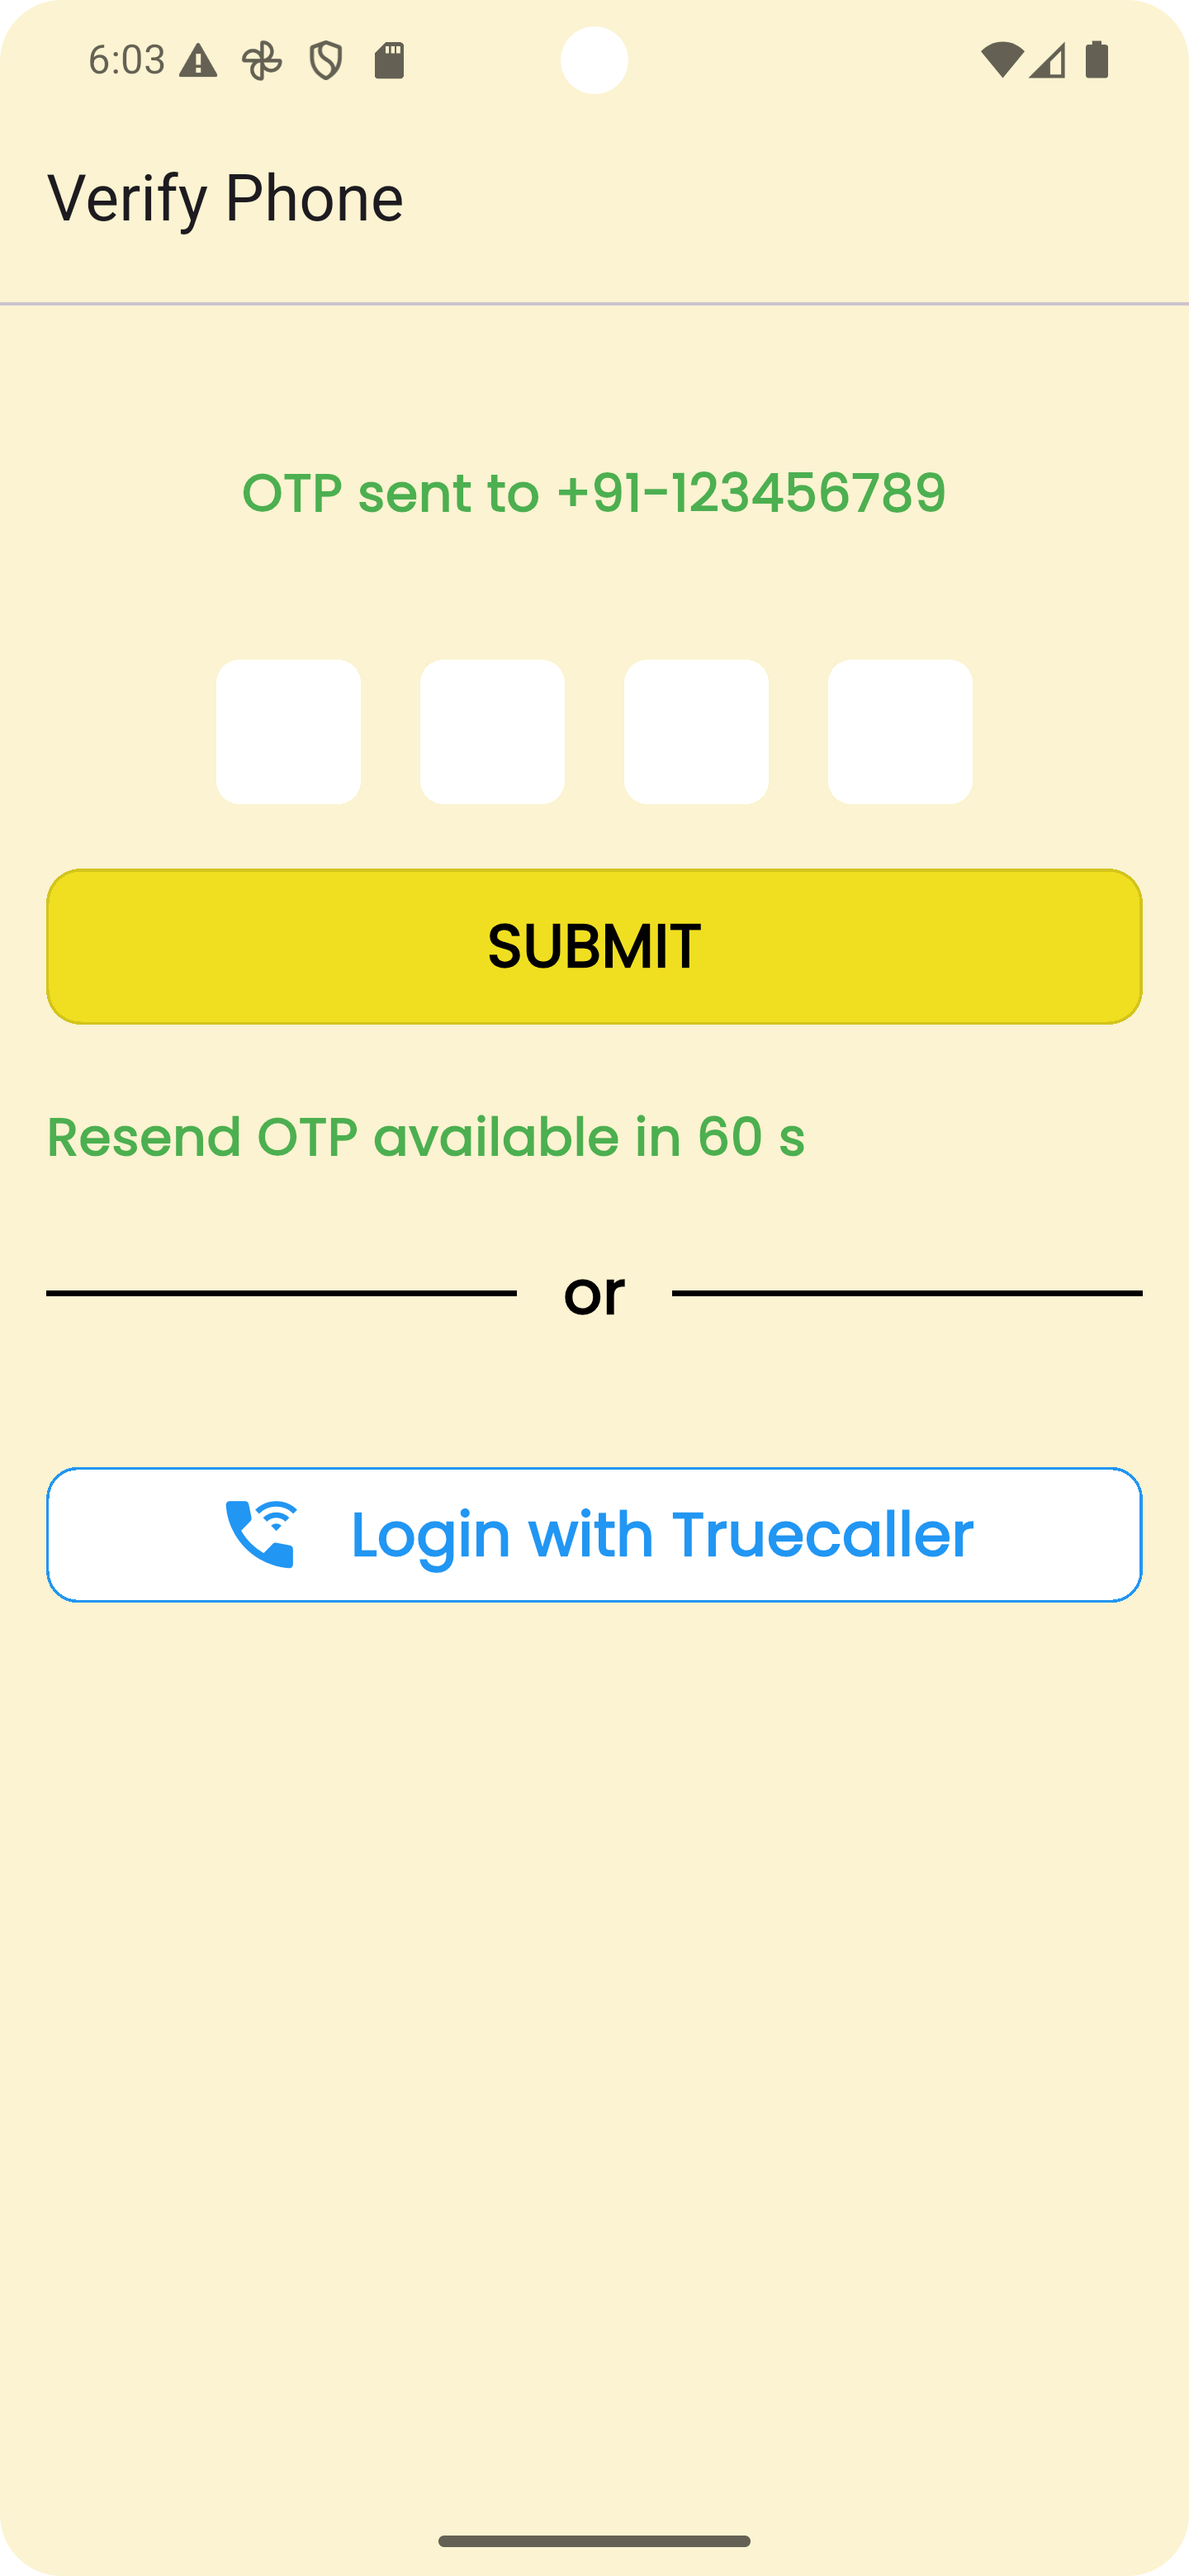 6:03
Verify Phone
OTP sent to +91-123456789
SUBMIT
Resend OTP available in 60 s
or
Login with Truecaller